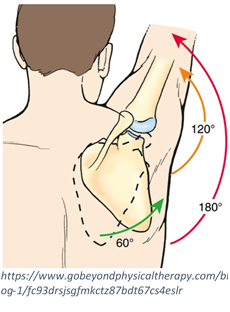 120°
180°
60°
https://www.gobeyondphysicaltherapy.com/bl
og-1/fc93drsjsgfmkctz87bdt67cs4eslr